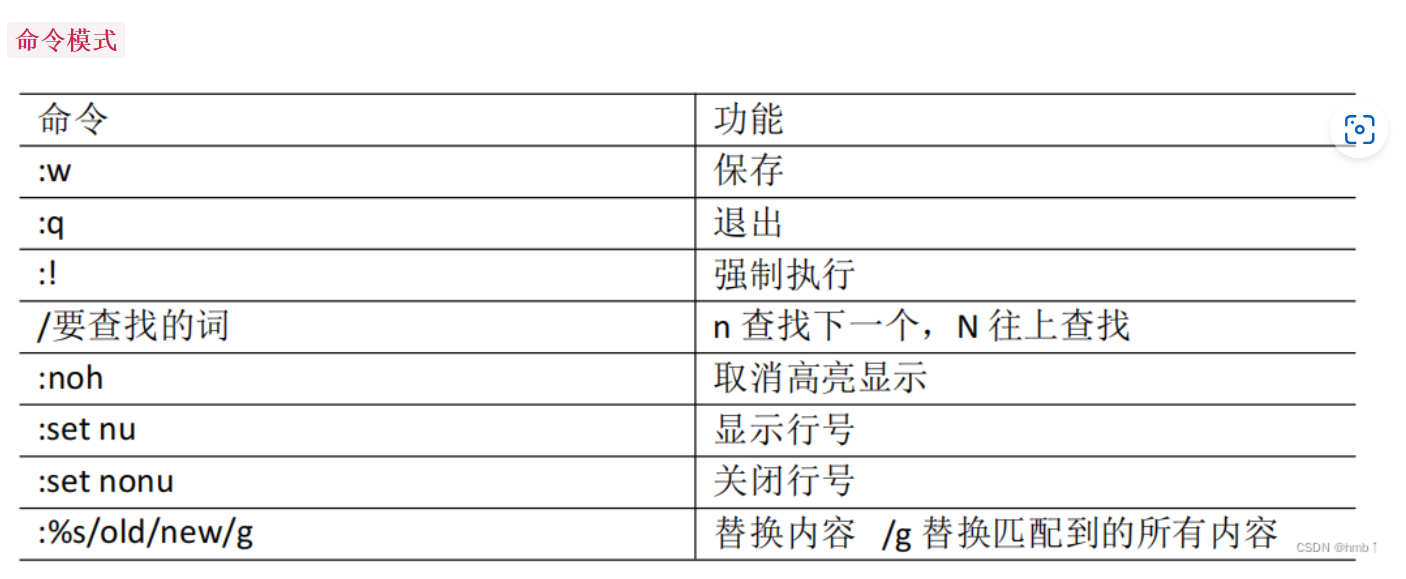 命令模式
命令 功能
:w 保存
:q 退出
:! 强制执行
/要查找的词 n 查找下一个，N 往上查找
:noh 取消高亮显示
:set nu 显示行号
:set nonu 关闭行号
:%s/old/new/g 替换内容 /g 替换匹配到的所有内容
CSDN @hmb↑